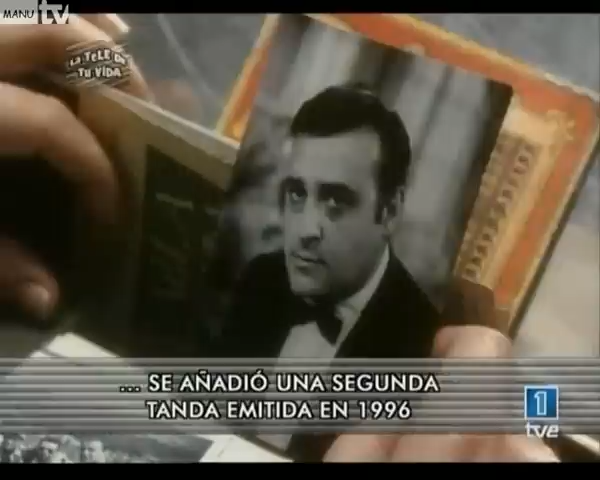 MANU tv
LA TELE DE
TU VIDA
... SE AÑADIÓ UNA SEGUNDA
TANDA EMITIDA EN 1996
1
tve